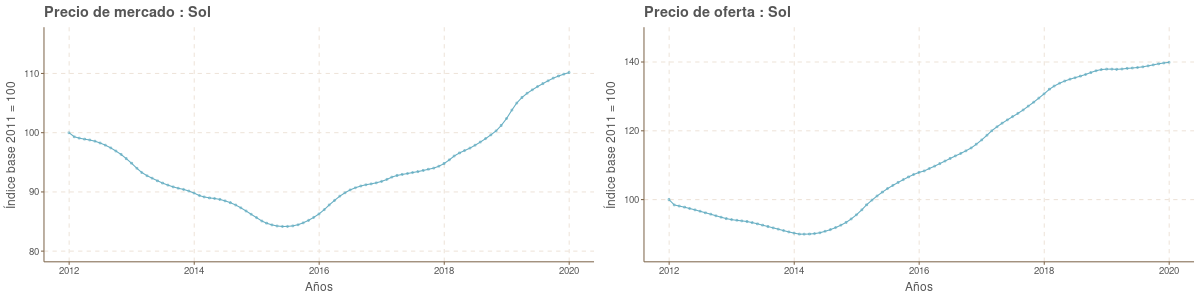 Precio de mercado : Sol
Índice base 2011 = 100
110
100
90
80
2012
2014
2016
2018
2020
Años
Precio de oferta : Sol
Índice base 2011 = 100
140
120
100
2012
2014
2016
2018
2020
Años